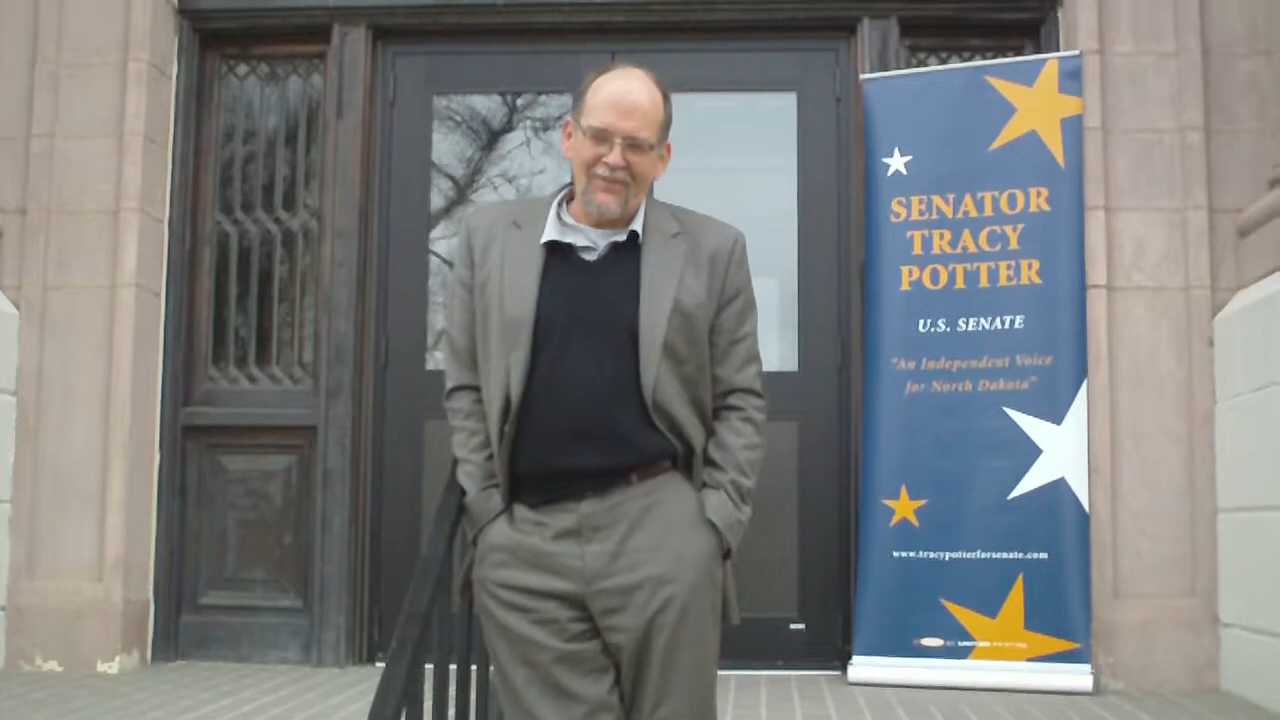 SENATOR
TRACY
POTTER
U.S. SENATE
"An Independent Voice
for North Dakota"
www.tracypotterforsenate.com